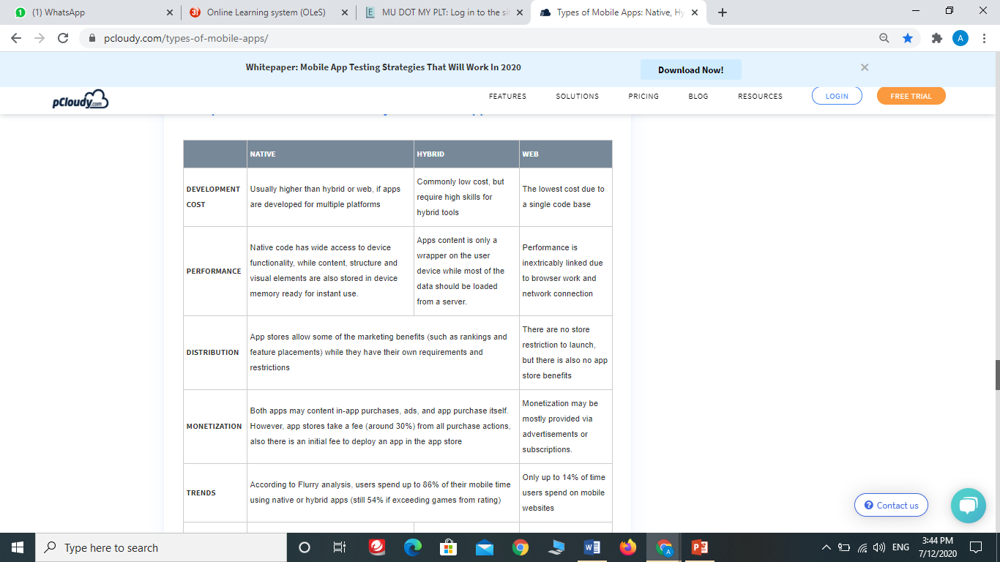 (1) WhatsApp
Online Learning system (OLeS)
MU DOT MY PLT: Log in to the si
Types of Mobile Apps: Native, Hy
pcloudy.com/types-of-mobile-apps/
A
Whitepaper: Mobile App Testing Strategies That Will Work In 2020
Download Now!
pCloudy.com
FEATURES
SOLUTIONS
PRICING
BLOG
RESOURCES
LOGIN
FREE TRIAL
NATIVE
HYBRID
WEB
DEVELOPMENT
COST
Usually higher than hybrid or web, if apps
are developed for multiple platforms
Commonly low cost, but
require high skills for
hybrid tools
The lowest cost due to
a single code base
PERFORMANCE
Native code has wide access to device
functionality, while content, structure and
visual elements are also stored in device
memory ready for instant use.
Apps content is only a
wrapper on the user
device while most of the
data should be loaded
from a server.
Performance is
inextricably linked due
to browser work and
network connection
DISTRIBUTION
App stores allow some of the marketing benefits (such as rankings and
feature placements) while they have their own requirements and
restrictions
There are no store
restriction to launch,
but there is also no app
store benefits
MONETIZATION
Both apps may content in-app purchases, ads, and app purchase itself.
However, app stores take a fee (around 30%) from all purchase actions,
also there is an initial fee to deploy an app in the app store
Monetization may be
mostly provided via
advertisements or
subscriptions.
TRENDS
According to Flurry analysis, users spend up to 86% of their mobile time
using native or hybrid apps (still 54% if exceeding games from rating)
Only up to 14% of time
users spend on mobile
websites
Contact us
Type here to search
ENG
3:44 PM
7/12/2020